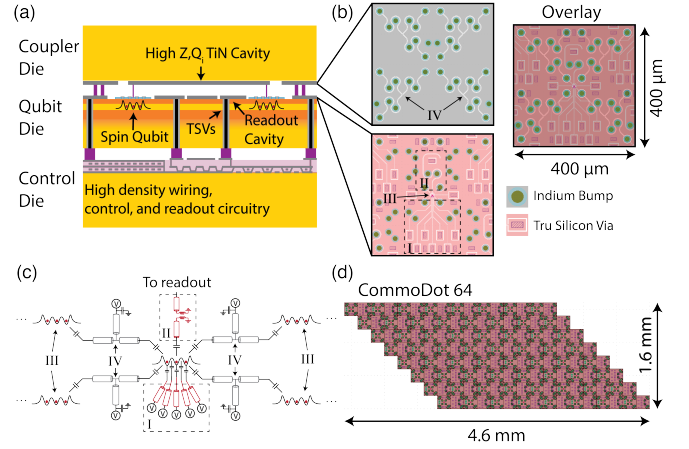 (a)
Coupler
Die
High Z,Qi TiN Cavity
Qubit
Die
Spin Qubit
TSVs
Readout
Cavity
Control
Die
High density wiring,
control, and readout circuitry
(b)
IV
II
III
I
Overlay
400 µm
400 µm
Indium Bump
Tru Silicon Via
(c)
To readout
II
III
IV
IV
III
I
V
V
V
V
V
V
V
V
V
(d)
CommoDot 64
1.6 mm
4.6 mm